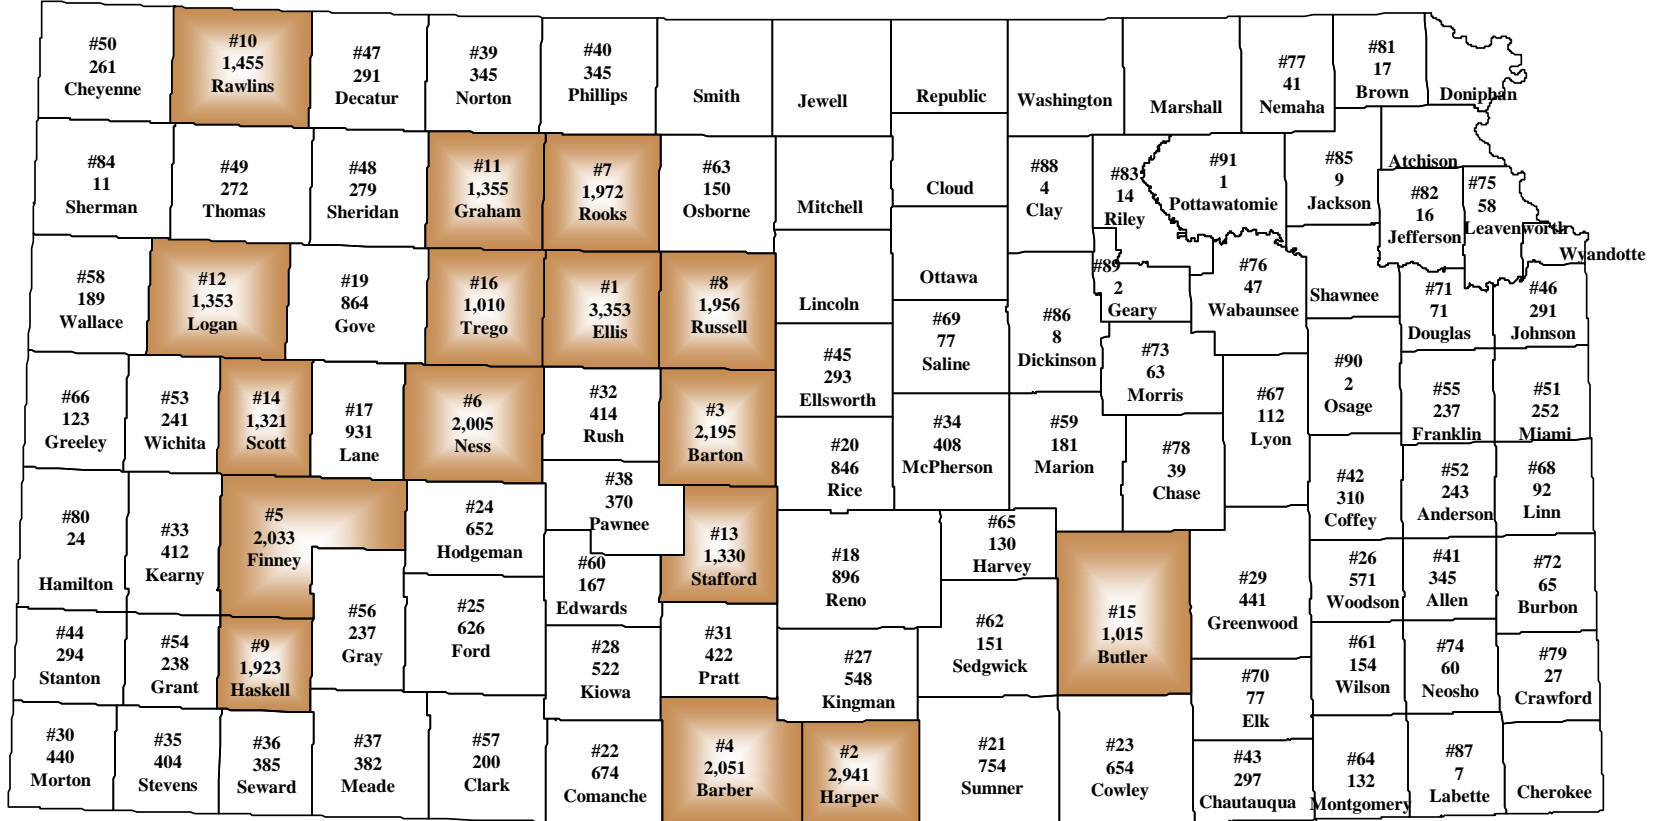 #50
261
Cheyenne
#10
1,455
Rawlins
#47
291
Decatur
#39
345
Norton
#40
345
Phillips
Smith
Jewell
Republic
Washington
Marshall
#77
41
Nemaha
#81
17
Brown
Doniphan
#84
11
Sherman
#49
272
Thomas
#48
279
Sheridan
#11
1,355
Graham
#7
1,972
Rooks
#63
150
Osborne
Mitchell
Cloud
#88
4
Clay
#83
14
Riley
#91
1
Pottawatomie
#85
9
Jackson
Atchison
#82
16
Jefferson
#75
58
Leavenworth
Wyandotte
#58
189
Wallace
#12
1,353
Logan
#19
864
Gove
#16
1,010
Trego
#1
3,353
Ellis
#8
1,956
Russell
Lincoln
Ottawa
#69
77
Saline
#86
8
Dickinson
#89
2
Geary
#76
47
Wabaunsee
Shawnee
#71
71
Douglas
#46
291
Johnson
#66
123
Greeley
#53
241
Wichita
#14
1,321
Scott
#17
931
Lane
#6
2,005
Ness
#32
414
Rush
#3
2,195
Barton
#45
293
Ellsworth
#20
846
Rice
#34
408
McPherson
#59
181
Marion
#73
63
Morris
#78
39
Chase
#67
112
Lyon
#90
2
Osage
#55
237
Franklin
#51
252
Miami
#80
24
Hamilton
#33
412
Kearny
#5
2,033
Finney
#24
652
Hodgeman
#38
370
Pawnee
#13
1,330
Stafford
#18
896
Reno
#65
130
Harvey
#42
310
Coffey
#52
243
Anderson
#68
92
Linn
#60
167
Edwards
#56
237
Gray
#25
626
Ford
#62
151
Sedgwick
#15
1,015
Butler
#29
441
Greenwood
#26
571
Woodson
#41
345
Allen
#72
65
Burbon
#44
294
Stanton
#54
238
Grant
#9
1,923
Haskell
#28
522
Kiowa
#31
422
Pratt
#27
548
Kingman
#70
77
Elk
#61
154
Wilson
#74
60
Neosho
#79
27
Crawford
#30
440
Morton
#35
404
Stevens
#36
385
Seward
#37
382
Meade
#57
200
Clark
#22
674
Comanche
#4
2,051
Barber
#2
2,941
Harper
#21
754
Sumner
#23
654
Cowley
#43
297
Chautauqua
#64
132
Montgomery
#87
7
Labette
Cherokee